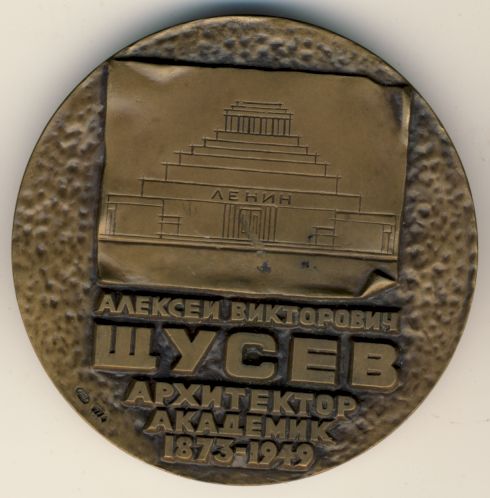 ЛЕНИН
АЛЕКСЕЙ ВИКТОРОВИЧ
ЩУСЕВ
АРХИТЕКТОР
АКАДЕМИК
1873-1949